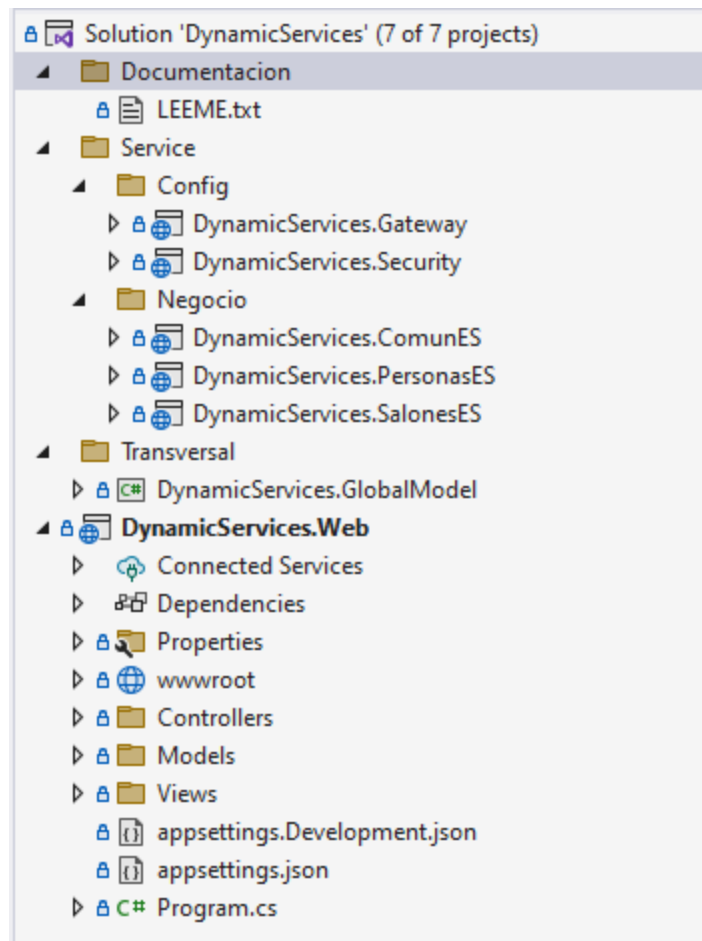 Solution 'DynamicServices' (7 of 7 projects)
Documentacion
LEEME.txt
Service
Config
DynamicServices.Gateway
DynamicServices.Security
Negocio
DynamicServices.ComunES
DynamicServices.PersonasES
DynamicServices.SalonesES
Transversal
C# DynamicServices.GlobalModel
DynamicServices.Web
Connected Services
Dependencies
Properties
wwwroot
Controllers
Models
Views
appsettings.Development.json
appsettings.json
C# Program.cs